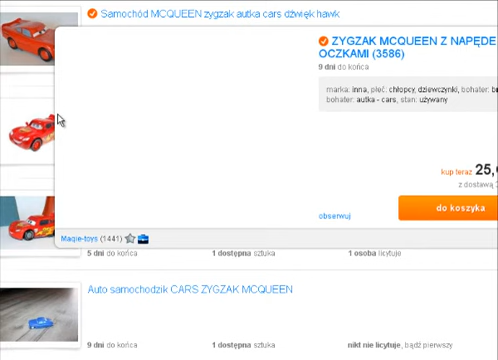 Samochód MCQUEEN zygzak autka cars dźwięk hawk
ZYGZAK MCQUEEN Z NAPĘDE
OCZKAMI (3586)
9 dni do końca
marka: inna, płeć: chłopcy, dziewczynki, bohater:
bohater: autka - cars, stan: używany
kup teraz 25,
z dostawą
do koszyka
obserwuj
Magie-toys (1441)
5 dni do końca
1 dostępna sztuka
1 osoba licytuje
Auto samochodzik CARS ZYGZAK MCQUEEN
9 dni do końca
1 dostępna sztuka
nikt nie licytuje, bądź pierwszy